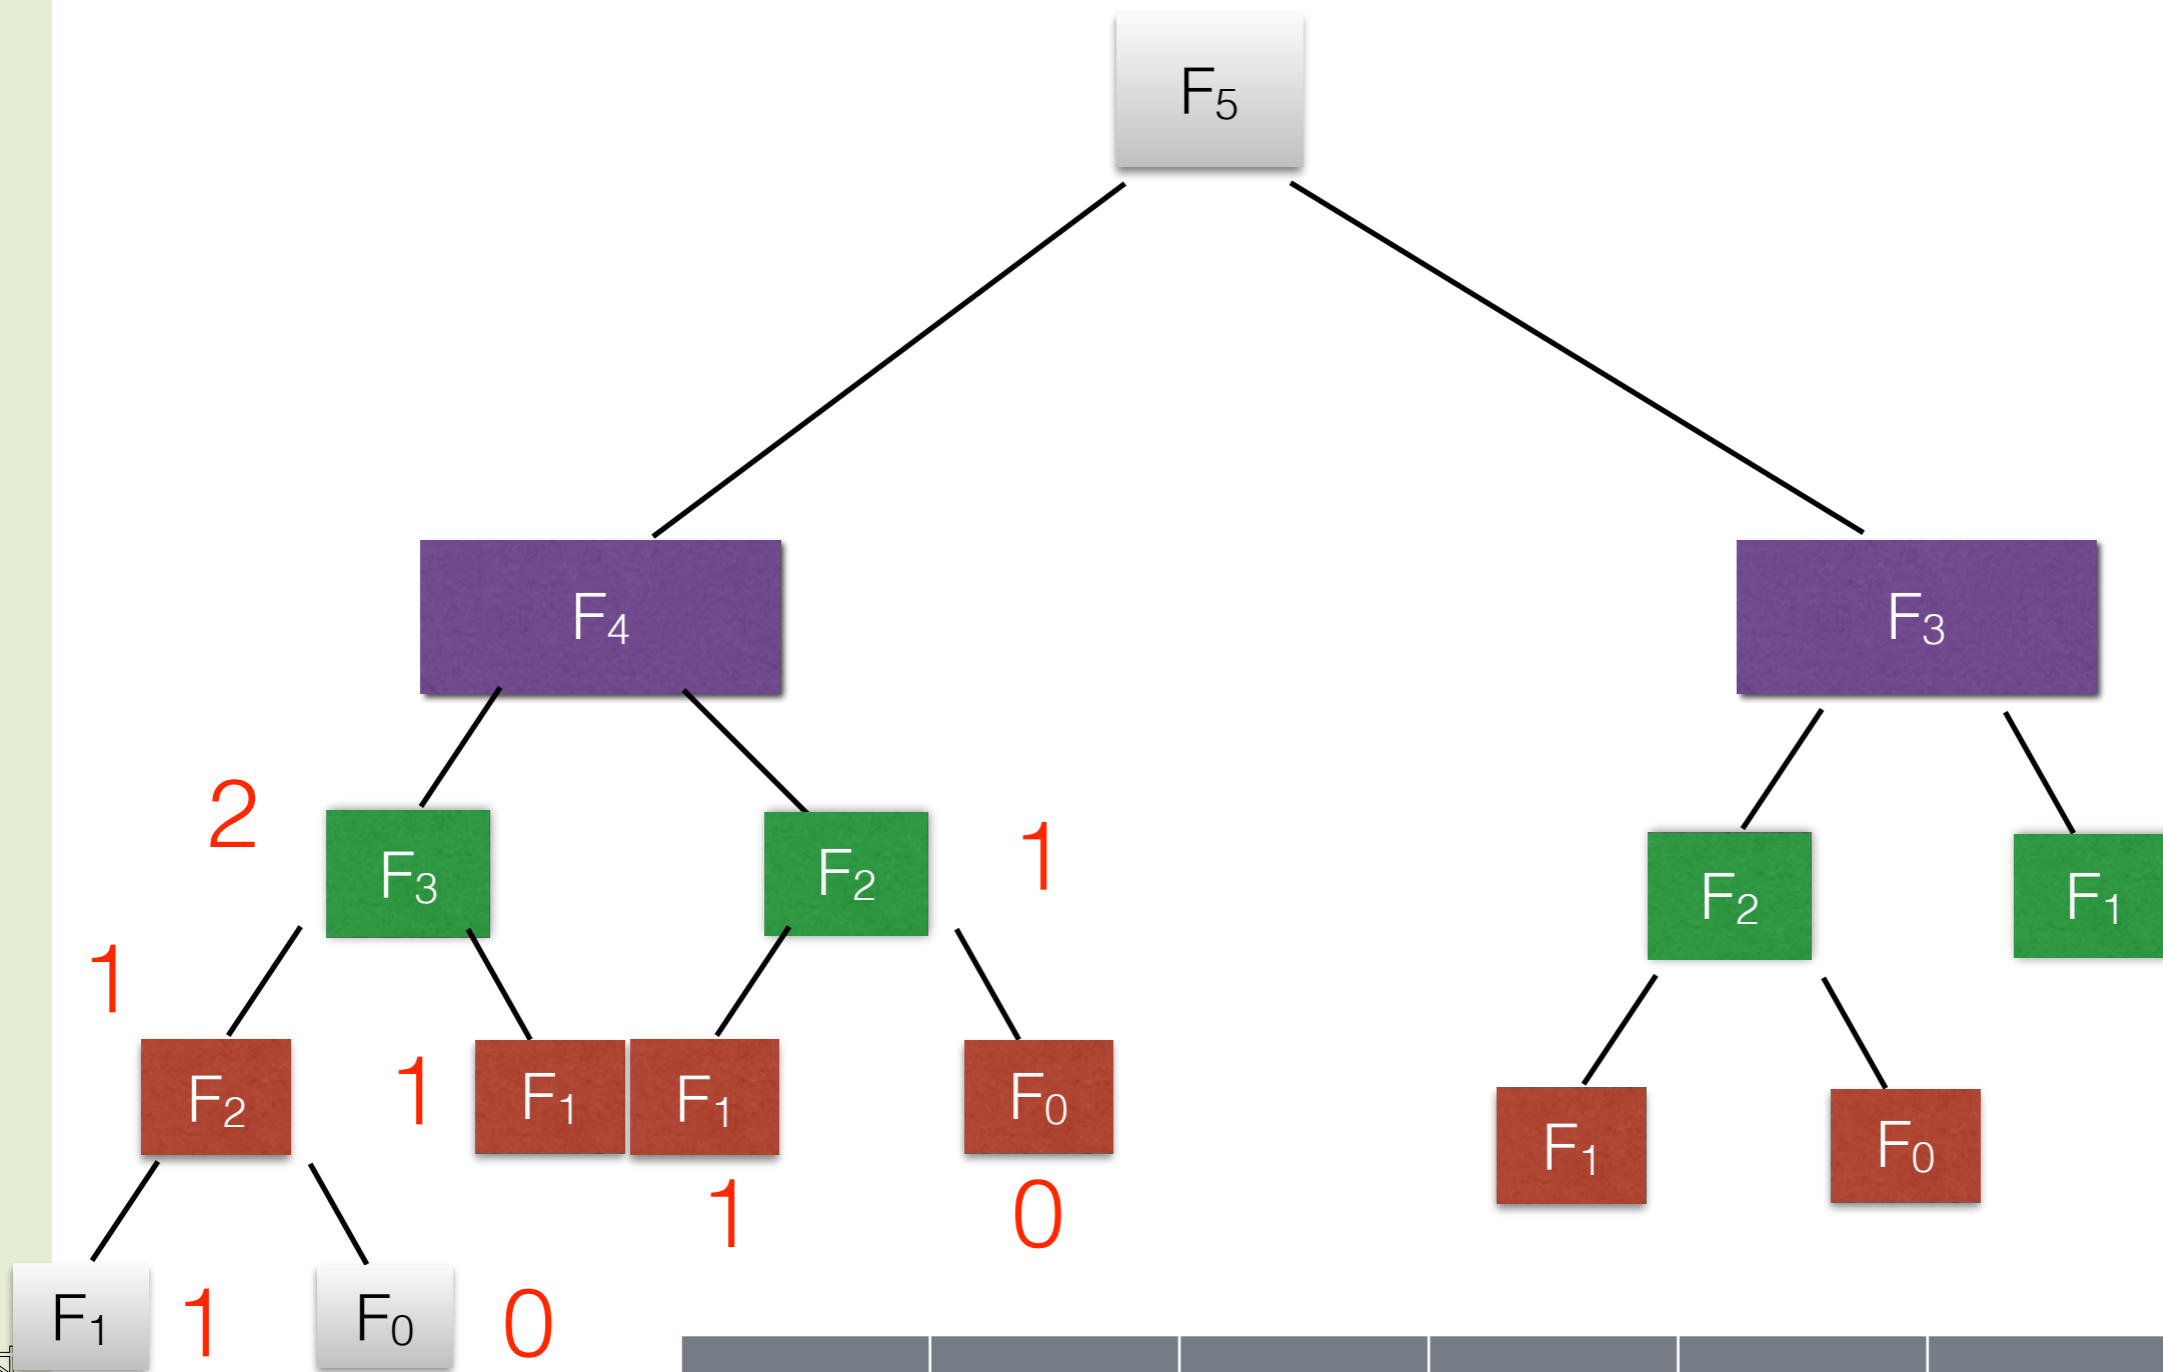 F₅
F₄ F₃
2 F₃ F₂ 1 F₂ F₁
1
F₂ 1 F₁ F₁ F₀ F₁ F₀
1 0
F₁ 1 F₀ 0